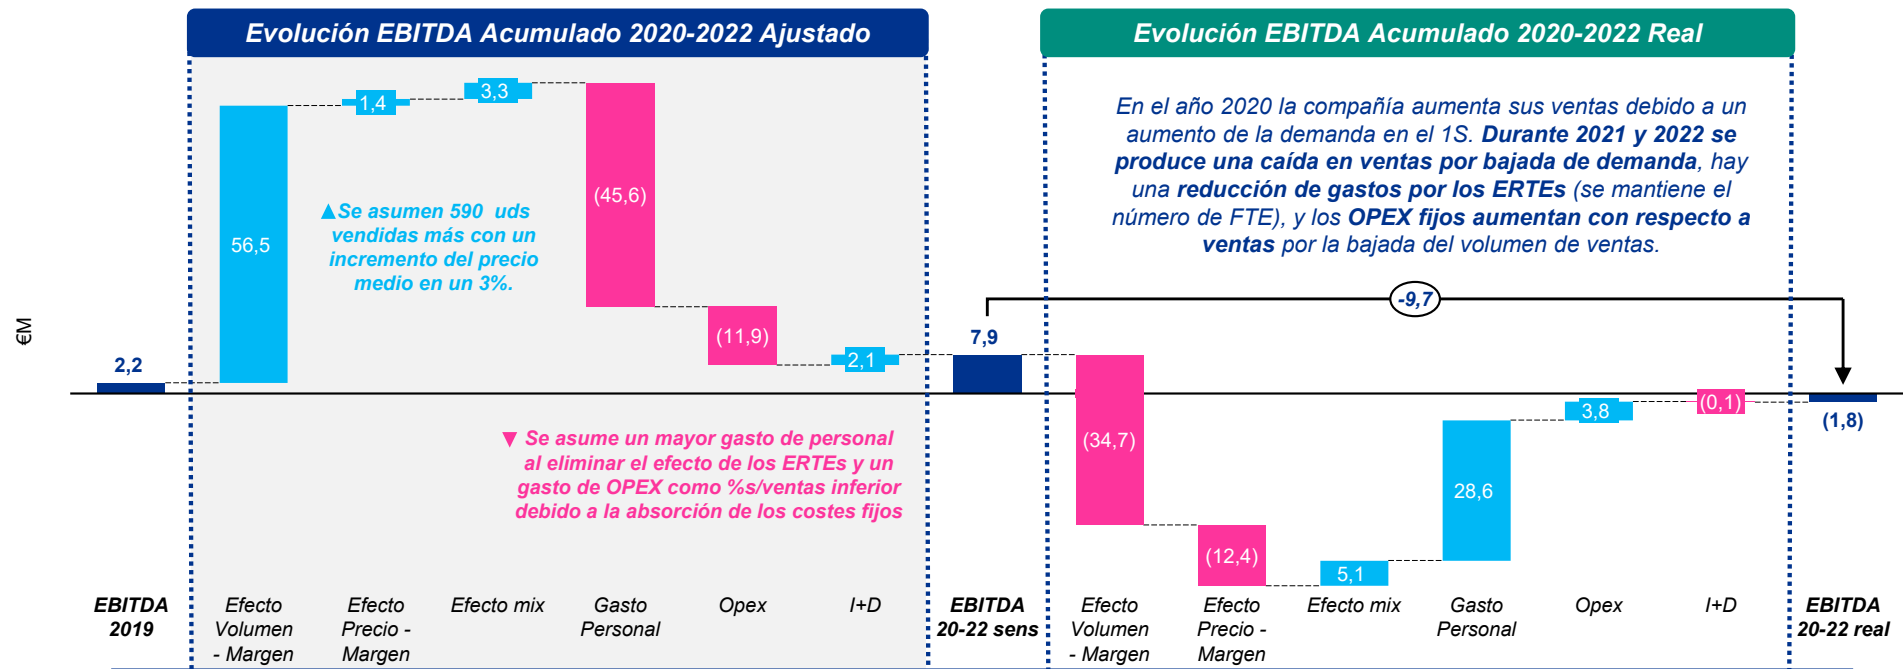 Evolución EBITDA Acumulado 2020-2022 Ajustado
Evolución EBITDA Acumulado 2020-2022 Real
€M
2,2
56,5
1,4
3,3
(45,6)
(11,9)
2,1
7,9
▲Se asumen 590 uds
vendidas más con un
incremento del precio
medio en un 3%.
▼ Se asume un mayor gasto de personal
al eliminar el efecto de los ERTEs y un
gasto de OPEX como %s/ventas inferior
debido a la absorción de los costes fijos
En el año 2020 la compañía aumenta sus ventas debido a un
aumento de la demanda en el 1S. Durante 2021 y 2022 se
produce una caída en ventas por bajada de demanda, hay
una reducción de gastos por los ERTEs (se mantiene el
número de FTE), y los OPEX fijos aumentan con respecto a
ventas por la bajada del volumen de ventas.
-9,7
(34,7)
(12,4)
5,1
28,6
3,8
(0,1)
(1,8)
EBITDA
2019
Efecto
Volumen
- Margen
Efecto
Precio -
Margen
Efecto mix
Gasto
Personal
Opex
I+D
EBITDA
20-22 sens
Efecto
Volumen
- Margen
Efecto
Precio -
Margen
Efecto mix
Gasto
Personal
Opex
I+D
EBITDA
20-22 real